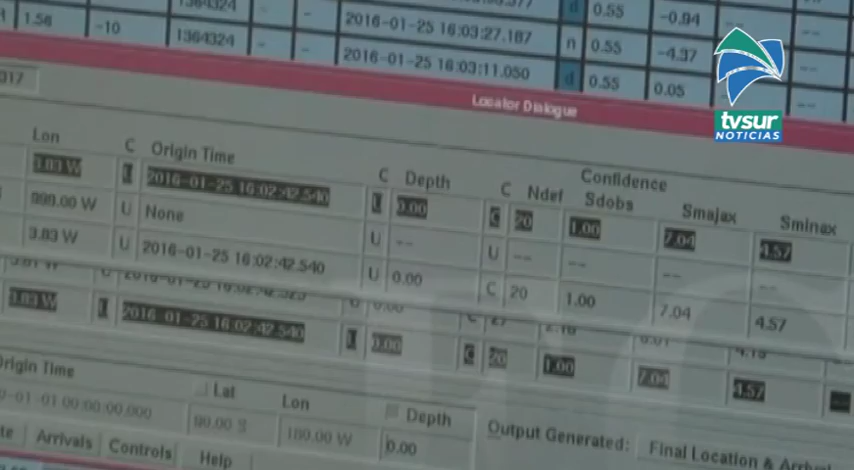 1364324
0.55 -0.94
1.56 -10 1364324 - - 2016-01-25 16:03:27.187 n 0.55 -4.37
2016-01-25 16:03:11.050 d 0.55 0.05
tvsur
NOTICIAS
317
Locator Dialogue
Confidence
Lon C Origin Time C Depth C Ndef Sdobs Smajax Sminax
3.83 W 2016-01-25 16:02:42.540 U 0.00 C 20 1.00 7.04 4.57
999.00 W U None U -- U -- -- -- --
3.83 W U 2016-01-25 16:02:42.540 U 0.00 C 20 1.00 7.04 4.57
3.83 W 2016-01-25 16:02:42.540 0.00 C 20 1.00 7.04 4.57 --
Origin Time Lat Lon Depth
00:00:00.000 90.00 S 180.00 W 0.00 Output Generated: Final Location &
Arrivals Controls Help